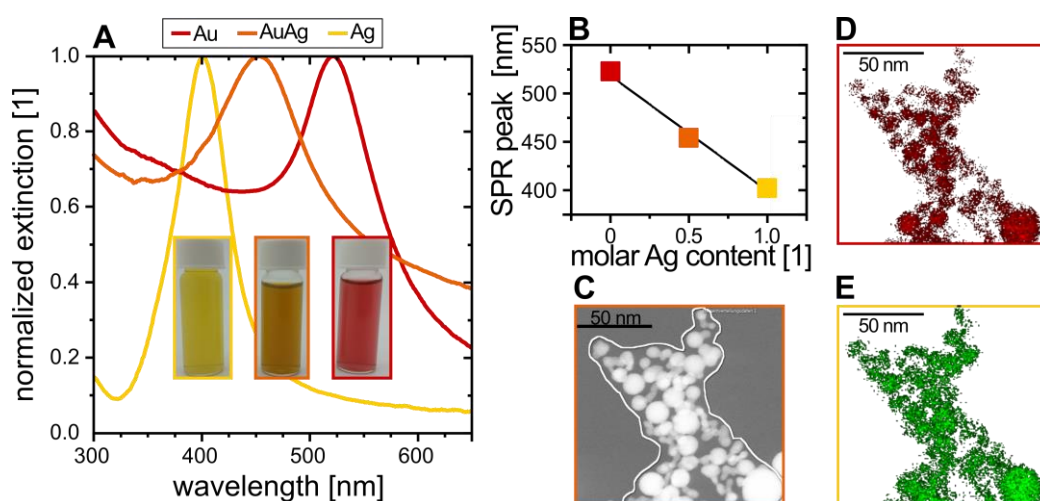 A
Au
AuAg
Ag
normalized extinction [1]
1.0
0.8
0.6
0.4
0.2
0.0
300
400
500
600
wavelength [nm]
B
SPR peak [nm]
550
500
450
400
0
0.5
1.0
molar Ag content [1]
C
50 nm
D
50 nm
E
50 nm